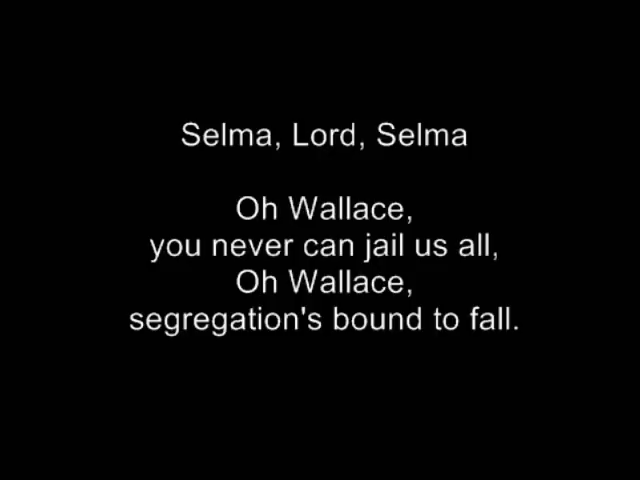 Selma, Lord, Selma
Oh Wallace,
you never can jail us all,
Oh Wallace,
segregation's bound to fall.